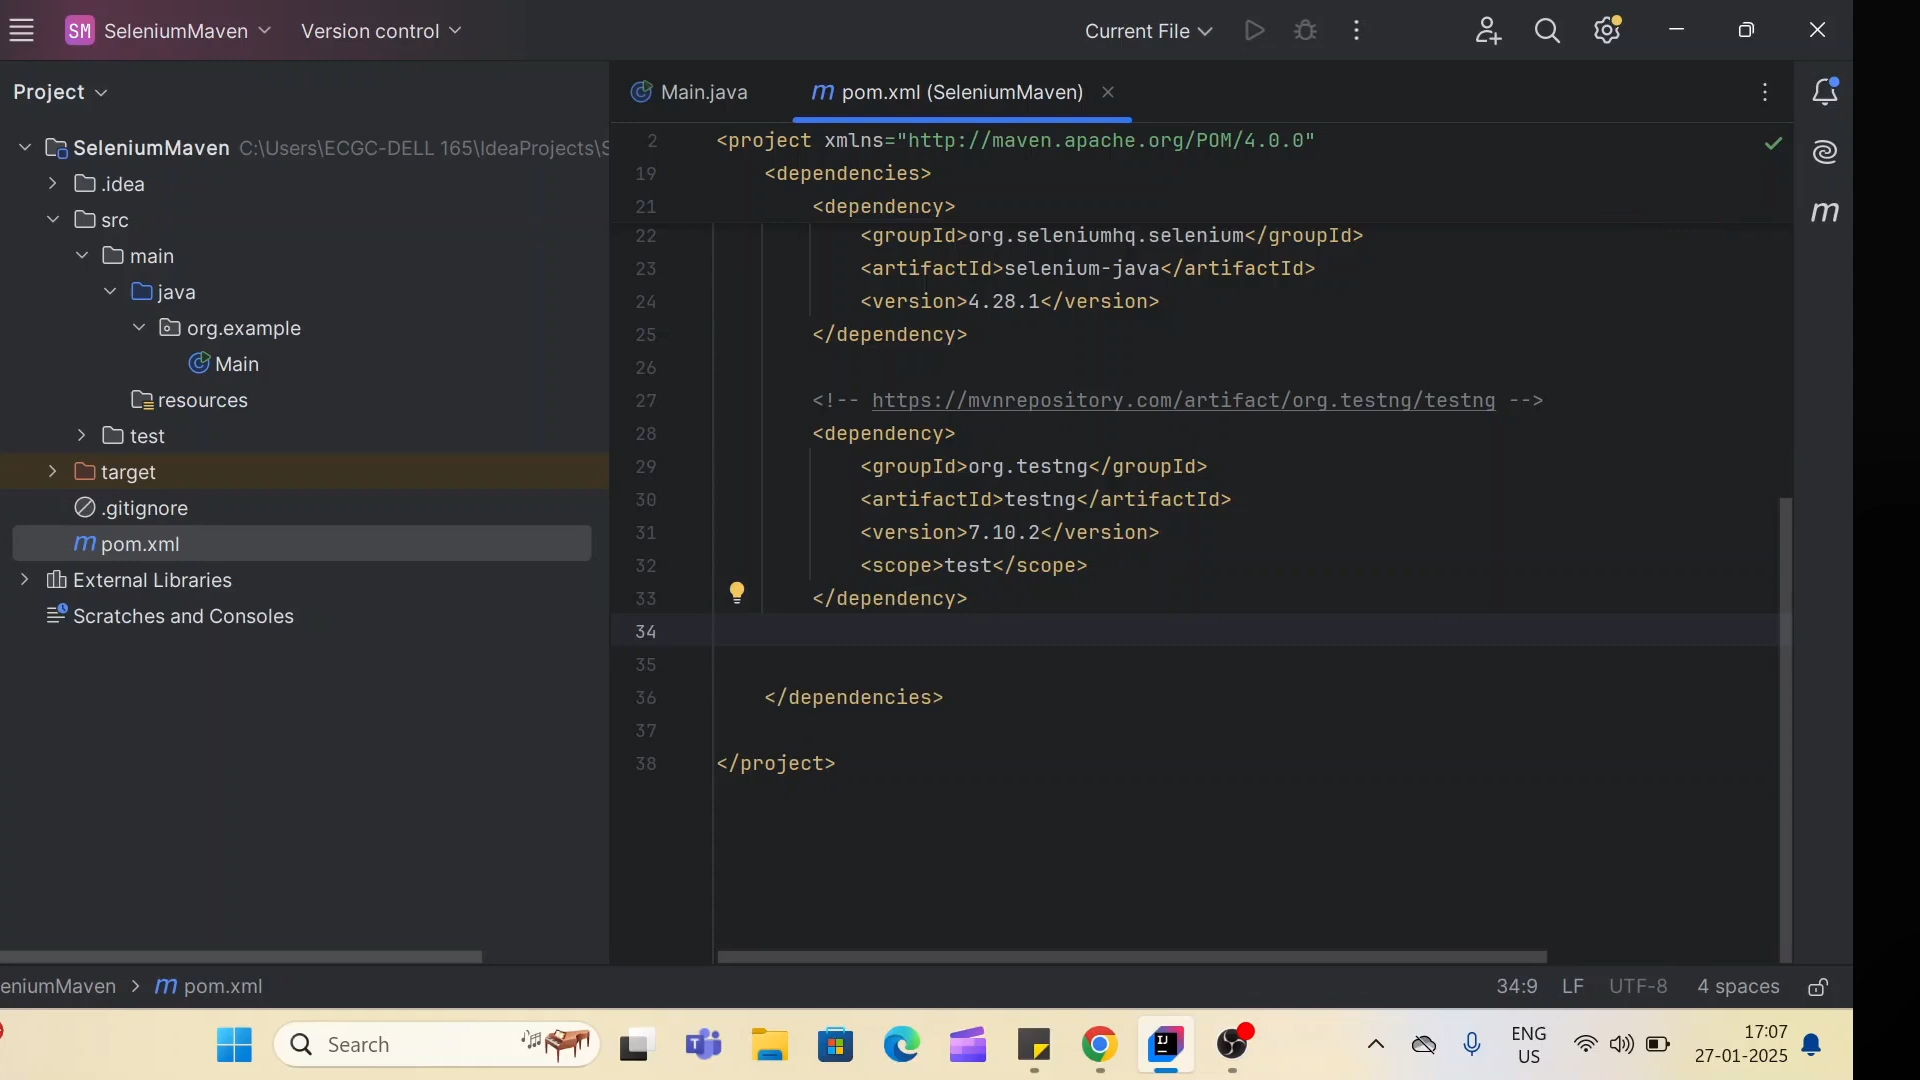 SM SeleniumMaven Version control Current File
Project
SeleniumMaven C:\Users\ECGC-DELL 165\IdeaProjects\S
.idea
src
main
java
org.example
Main
resources
test
target
.gitignore
pom.xml
External Libraries
Scratches and Consoles
Main.java pom.xml (SeleniumMaven)
2 <project xmlns="http://maven.apache.org/POM/4.0.0"
19 <dependencies>
21 <dependency>
22 <groupId>org.seleniumhq.selenium</groupId>
23 <artifactId>selenium-java</artifactId>
24 <version>4.28.1</version>
25 </dependency>
26
27 <!-- https://mvnrepository.com/artifact/org.testng/testng -->
28 <dependency>
29 <groupId>org.testng</groupId>
30 <artifactId>testng</artifactId>
31 <version>7.10.2</version>
32 <scope>test</scope>
33 </dependency>
34
35
36 </dependencies>
37
38 </project>
eniumMaven > pom.xml 34:9 LF UTF-8 4 spaces
Search
ENG
US
17:07
27-01-2025